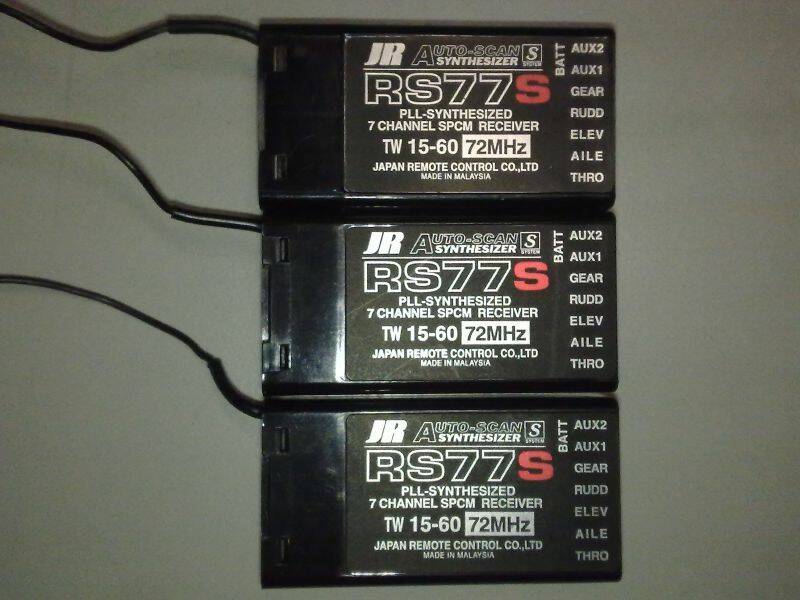 JR AUTO-SCAN SYNTHESIZER S SYSTEM
RS77S
PLL-SYNTHESIZED
7 CHANNEL SPCM RECEIVER
TW 15-60 72MHz
JAPAN REMOTE CONTROL CO.,LTD
MADE IN MALAYSIA
BATT
AUX2
AUX1
GEAR
RUDD
ELEV
AILE
THRO
JR AUTO-SCAN SYNTHESIZER S SYSTEM
RS77S
PLL-SYNTHESIZED
7 CHANNEL SPCM RECEIVER
TW 15-60 72MHz
JAPAN REMOTE CONTROL CO.,LTD
MADE IN MALAYSIA
BATT
AUX2
AUX1
GEAR
RUDD
ELEV
AILE
THRO
JR AUTO-SCAN SYNTHESIZER S SYSTEM
RS77S
PLL-SYNTHESIZED
7 CHANNEL SPCM RECEIVER
TW 15-60 72MHz
JAPAN REMOTE CONTROL CO.,LTD
MADE IN MALAYSIA
BATT
AUX2
AUX1
GEAR
RUDD
ELEV
AILE
THRO